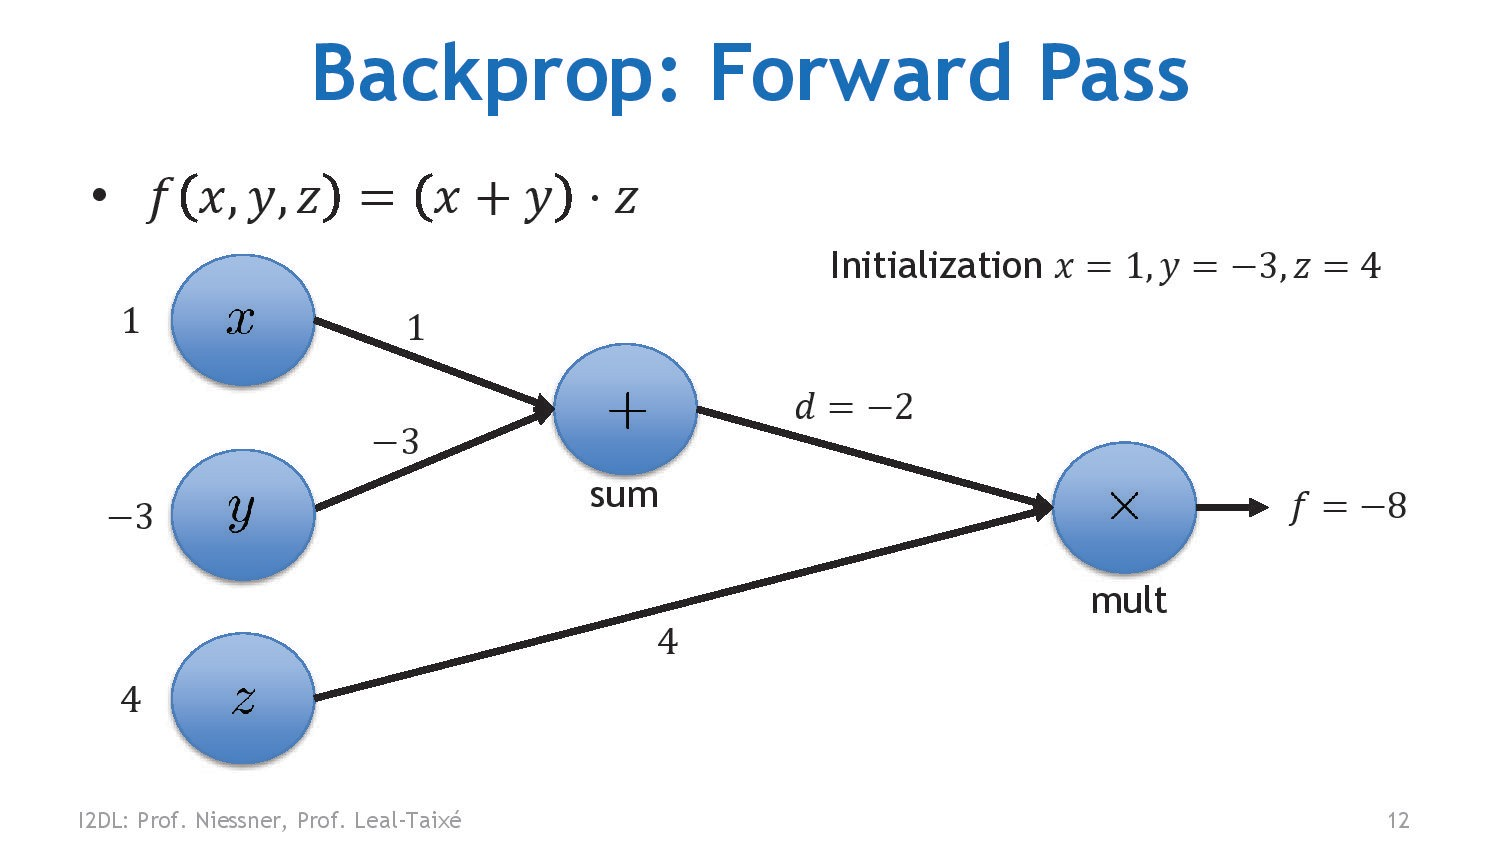 Backprop: Forward Pass
• f(x, y, z) = (x + y) · z
Initialization x = 1, y = −3, z = 4
1
x
1
+
sum
d = −2
−3
−3
y
×
mult
f = −8
4
4
z
I2DL: Prof. Niessner, Prof. Leal-Taixé
12